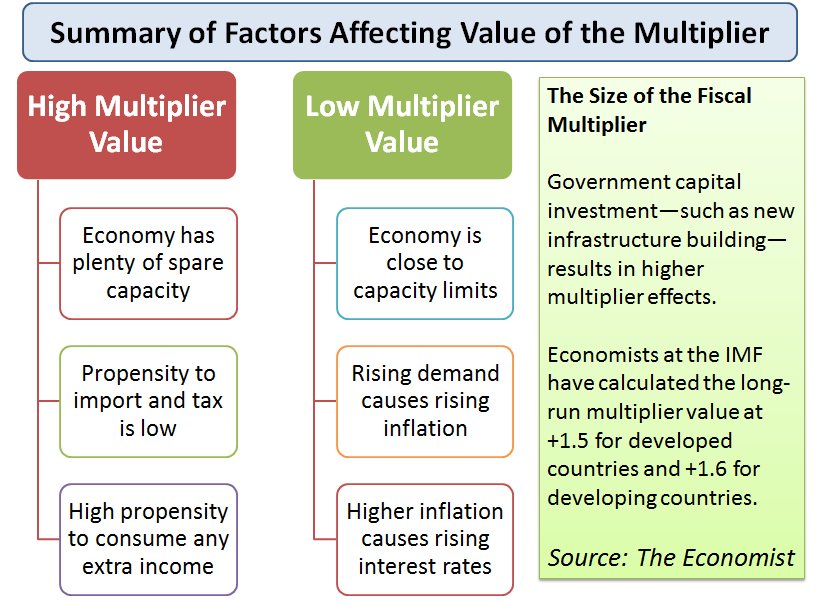 Summary of Factors Affecting Value of the Multiplier
High Multiplier
Value
Economy has
plenty of spare
capacity
Propensity to
import and tax
is low
High propensity
to consume any
extra income
Low Multiplier
Value
Economy is
close to
capacity limits
Rising demand
causes rising
inflation
Higher inflation
causes rising
interest rates
The Size of the Fiscal
Multiplier
Government capital
investment—such as new
infrastructure building—
results in higher
multiplier effects.
Economists at the IMF
have calculated the long-
run multiplier value at
+1.5 for developed
countries and +1.6 for
developing countries.
Source: The Economist